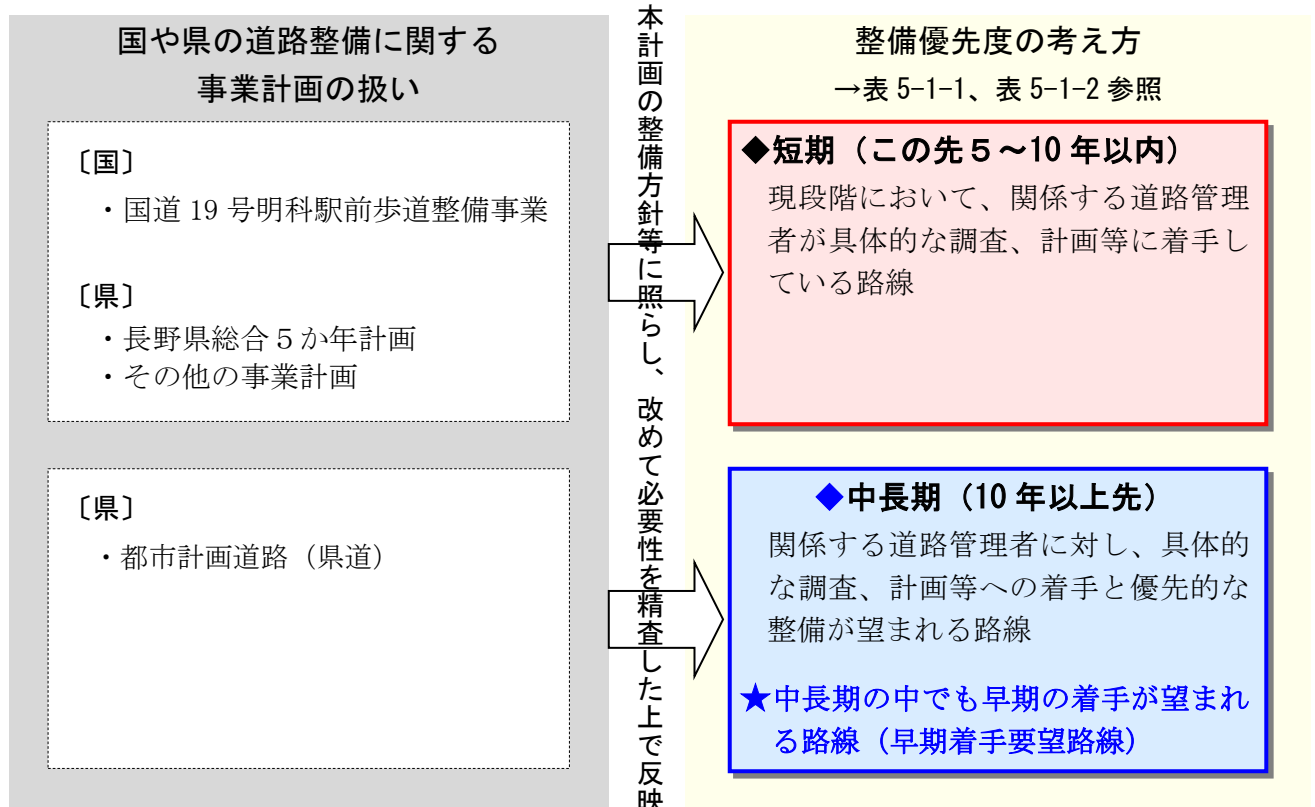 国や県の道路整備に関する
事業計画の扱い
〔国〕
・国道 19 号明科駅前歩道整備事業
〔県〕
・長野県総合５か年計画
・その他の事業計画
〔県〕
・都市計画道路（県道）
本計画の整備方針等に照らし、改めて必要性を精査した上で反映
整備優先度の考え方
→表 5-1-1、表 5-1-2 参照
◆短期（この先５～10 年以内）
現段階において、関係する道路管理
者が具体的な調査、計画等に着手し
ている路線
◆中長期（10 年以上先）
関係する道路管理者に対し、具体的
な調査、計画等への着手と優先的な
整備が望まれる路線
★中長期の中でも早期の着手が望まれ
る路線（早期着手要望路線）